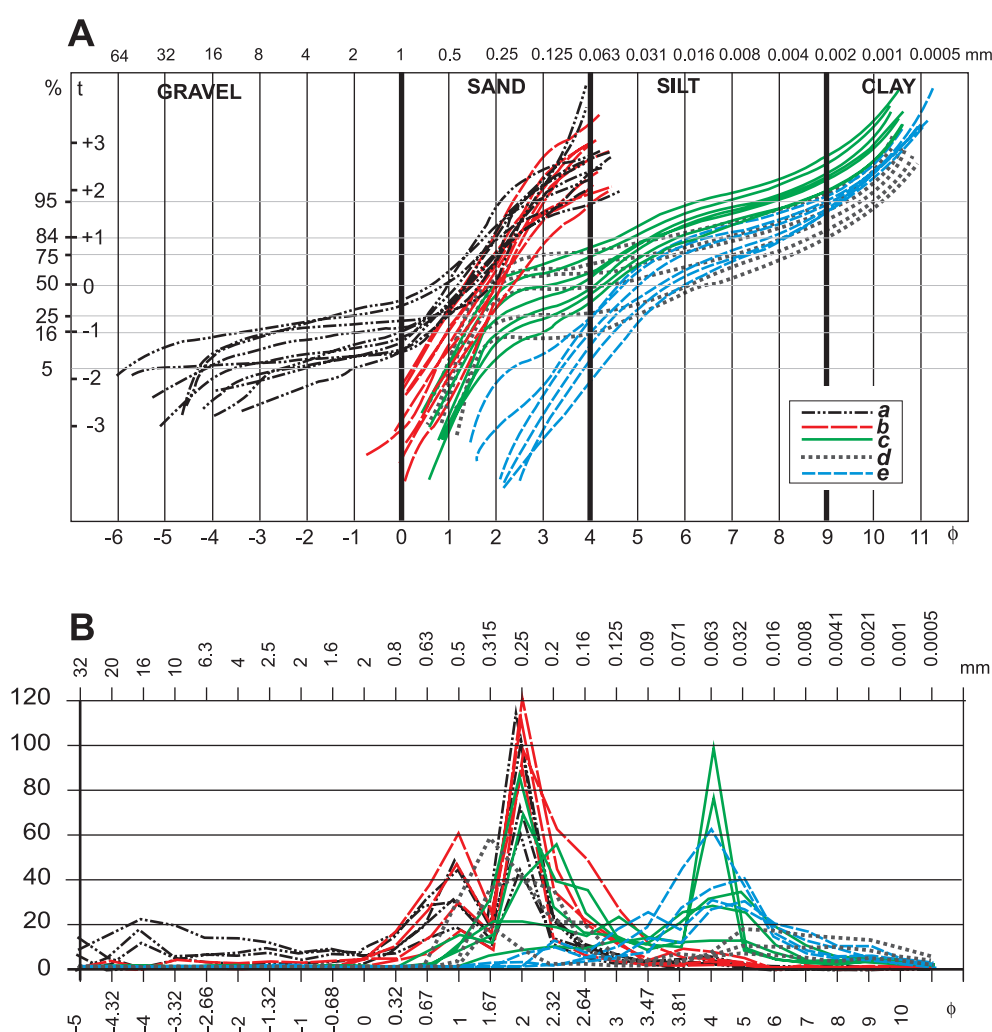 A
64 32 16 8 4 2 1 0.5 0.25 0.125 0.063 0.031 0.016 0.008 0.004 0.002 0.001 0.0005 mm
% t GRAVEL SAND SILT CLAY
+3
95 +2
84 +1
75
50 0
25
16 -1
5 -2
-3
a
b
c
d
e
-6 -5 -4 -3 -2 -1 0 1 2 3 4 5 6 7 8 9 10 11 ϕ
B
32 20 16 10 6.3 4 2.5 2 1.6 2 0.8 0.63 0.5 0.315 0.25 0.2 0.16 0.125 0.09 0.071 0.063 0.032 0.016 0.008 0.0041 0.0021 0.001 0.0005 mm
120
100
80
60
40
20
0
-5 -4.32 -4 -3.32 -2.66 -2 -1.32 -1 -0.68 0 0.32 0.67 1 1.67 2 2.32 2.64 3 3.47 3.81 4 5 6 7 8 9 10 ϕ